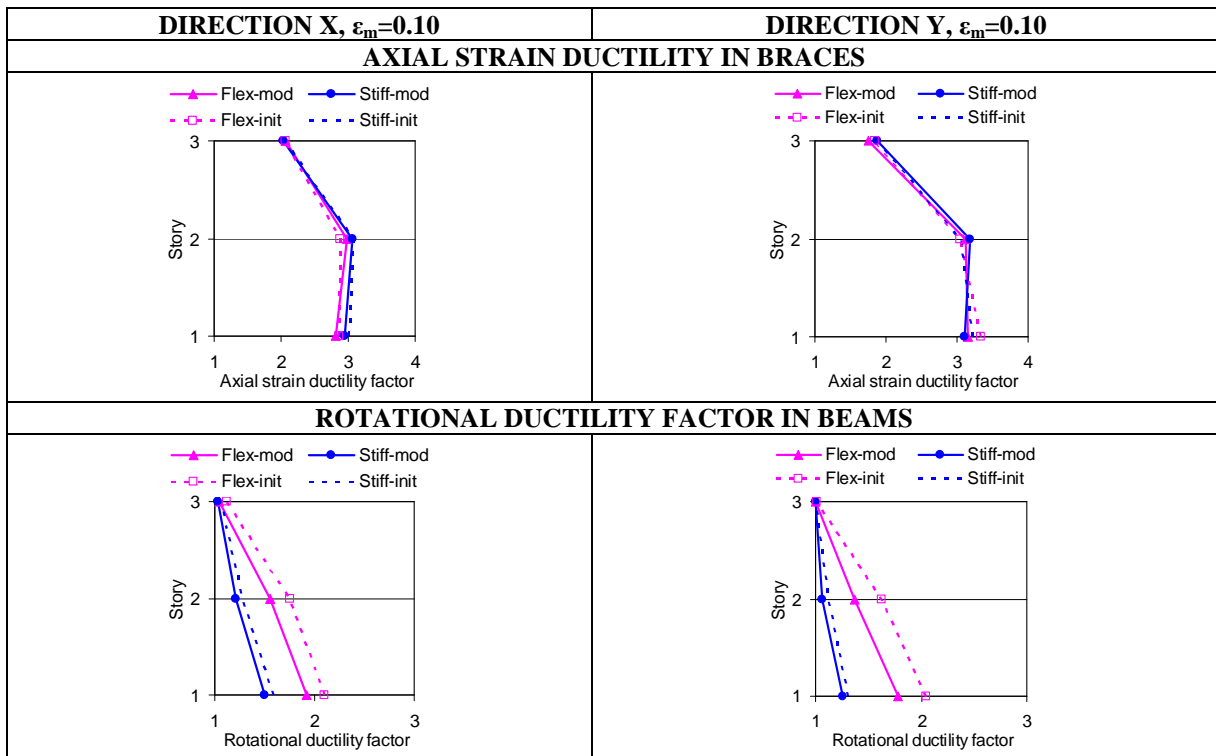 DIRECTION X, εm=0.10
DIRECTION Y, εm=0.10
AXIAL STRAIN DUCTILITY IN BRACES
Flex-mod Stiff-mod
Flex-init Stiff-init
3
2
1
Story
1 2 3 4
Axial strain ductility factor
Flex-mod Stiff-mod
Flex-init Stiff-init
3
2
1
Story
1 2 3 4
Axial strain ductility factor
ROTATIONAL DUCTILITY FACTOR IN BEAMS
Flex-mod Stiff-mod
Flex-init Stiff-init
3
2
1
Story
1 2 3
Rotational ductility factor
Flex-mod Stiff-mod
Flex-init Stiff-init
3
2
1
Story
1 2 3
Rotational ductility factor